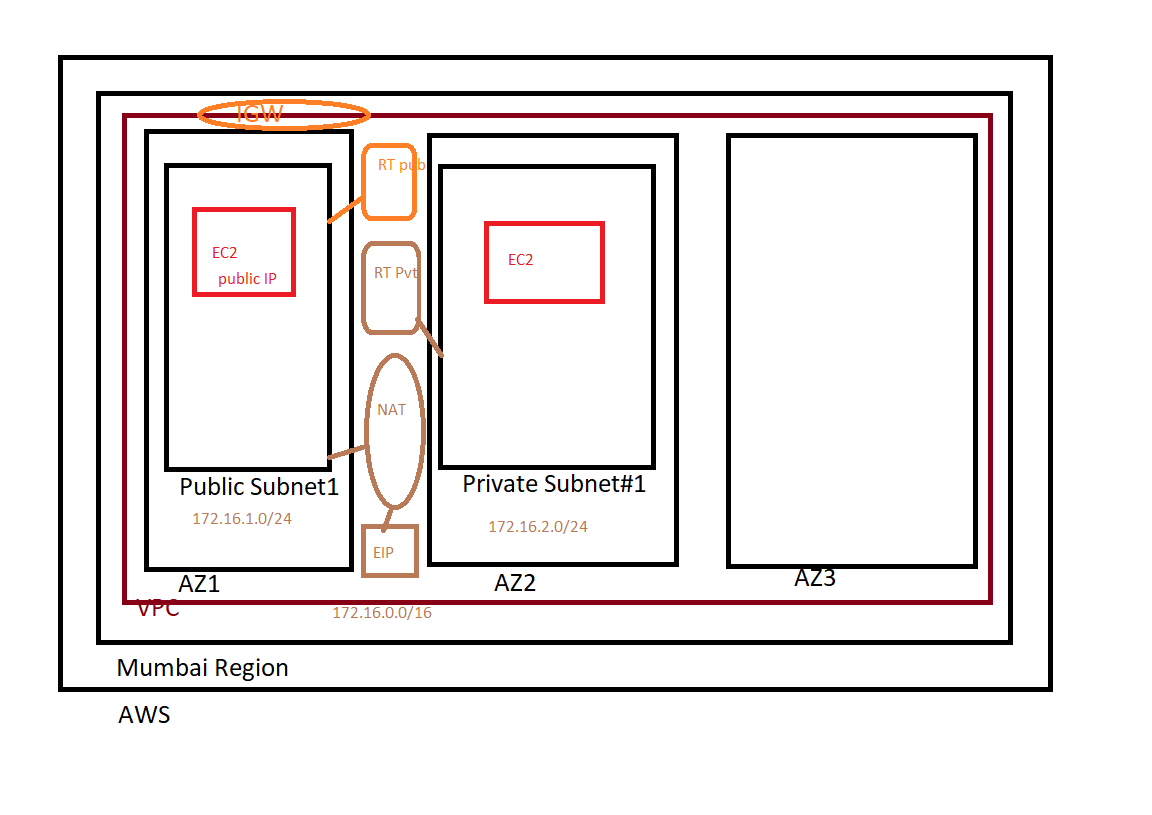 IGW
RT pub
EC2
public IP
EC2
RT Pvt
NAT
Public Subnet1
172.16.1.0/24
Private Subnet#1
172.16.2.0/24
EIP
AZ1
AZ2
AZ3
VPC
172.16.0.0/16
Mumbai Region
AWS